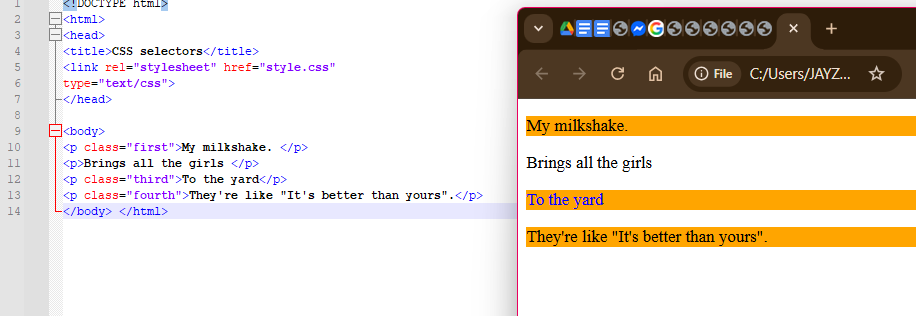 1 <!DOCTYPE html>
2 <html>
3 <head>
4 <title>CSS selectors</title>
5 <link rel="stylesheet" href="style.css"
6 type="text/css">
7 </head>
8
9 <body>
10 <p class="first">My milkshake. </p>
11 <p>Brings all the girls </p>
12 <p class="third">To the yard</p>
13 <p class="fourth">They're like "It's better than yours".</p>
14 </body> </html>
File C:/Users/JAYZ...
My milkshake.
Brings all the girls
To the yard
They're like "It's better than yours".